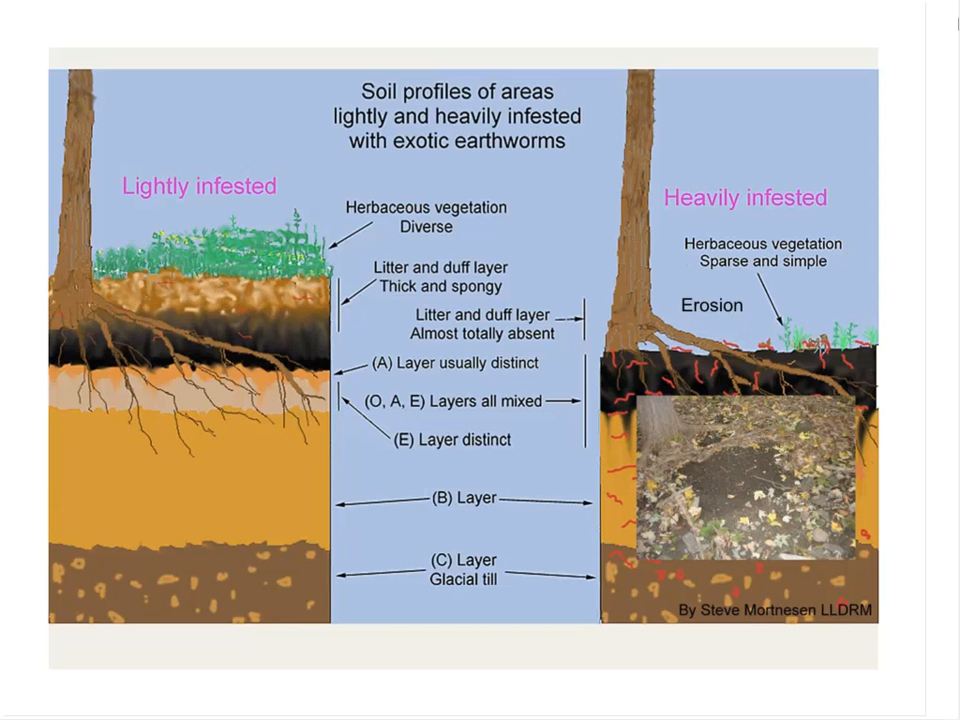 Soil profiles of areas
lightly and heavily infested
with exotic earthworms
Lightly infested
Heavily infested
Herbaceous vegetation
Diverse
Litter and duff layer
Thick and spongy
Litter and duff layer
Almost totally absent
(A) Layer usually distinct
(O, A, E) Layers all mixed
(E) Layer distinct
(B) Layer
(C) Layer
Glacial till
Herbaceous vegetation
Sparse and simple
Erosion
By Steve Mortnesen LLDRM